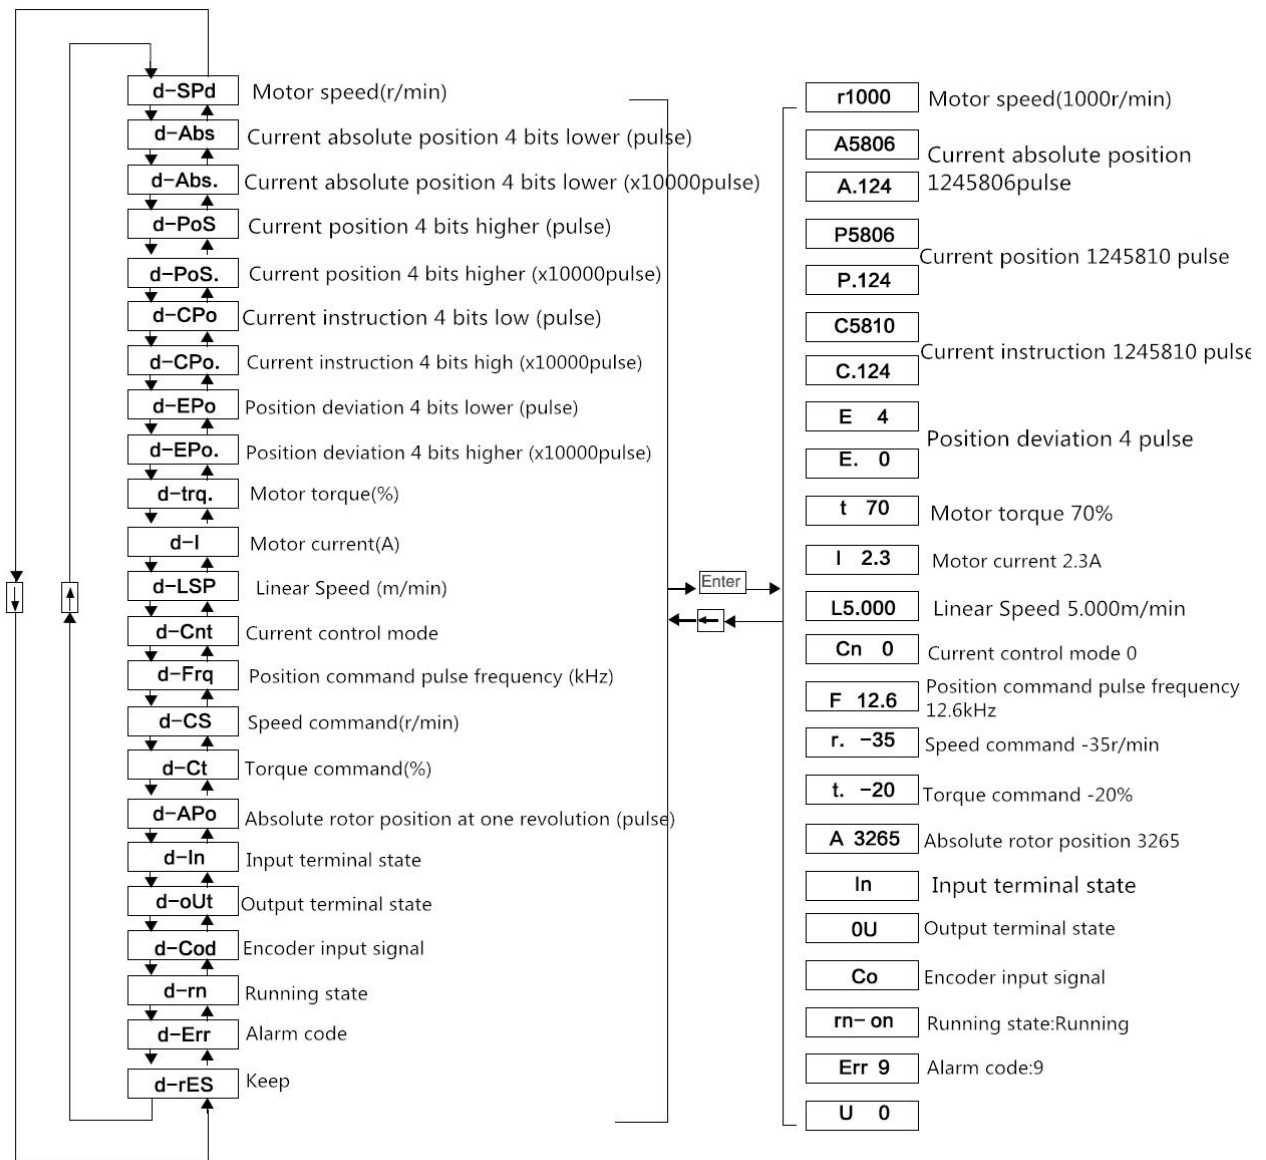 d-SPd Motor speed(r/min)
d-Abs Current absolute position 4 bits lower (pulse)
d-Abs. Current absolute position 4 bits lower (x10000pulse)
d-PoS Current position 4 bits higher (pulse)
d-PoS. Current position 4 bits higher (x10000pulse)
d-CPo Current instruction 4 bits low (pulse)
d-CPo. Current instruction 4 bits high (x10000pulse)
d-EPo Position deviation 4 bits lower (pulse)
d-EPo. Position deviation 4 bits higher (x10000pulse)
d-trq. Motor torque(%)
d-I Motor current(A)
d-LSP Linear Speed (m/min)
d-Cnt Current control mode
d-Frq Position command pulse frequency (kHz)
d-CS Speed command(r/min)
d-Ct Torque command(%)
d-APo Absolute rotor position at one revolution (pulse)
d-In Input terminal state
d-oUt Output terminal state
d-Cod Encoder input signal
d-rn Running state
d-Err Alarm code
d-rES Keep
Enter
r1000 Motor speed(1000r/min)
A5806
Current absolute position
A.124
1245806pulse
P5806
Current position 1245810 pulse
P.124
C5810
Current instruction 1245810 pulse
C.124
E 4
Position deviation 4 pulse
E. 0
t 70 Motor torque 70%
I 2.3 Motor current 2.3A
L5.000 Linear Speed 5.000m/min
Cn 0 Current control mode 0
F 12.6 Position command pulse frequency
12.6kHz
r. -35 Speed command -35r/min
t. -20 Torque command -20%
A 3265 Absolute rotor position 3265
In Input terminal state
0U Output terminal state
Co Encoder input signal
rn- on Running state:Running
Err 9 Alarm code:9
U 0